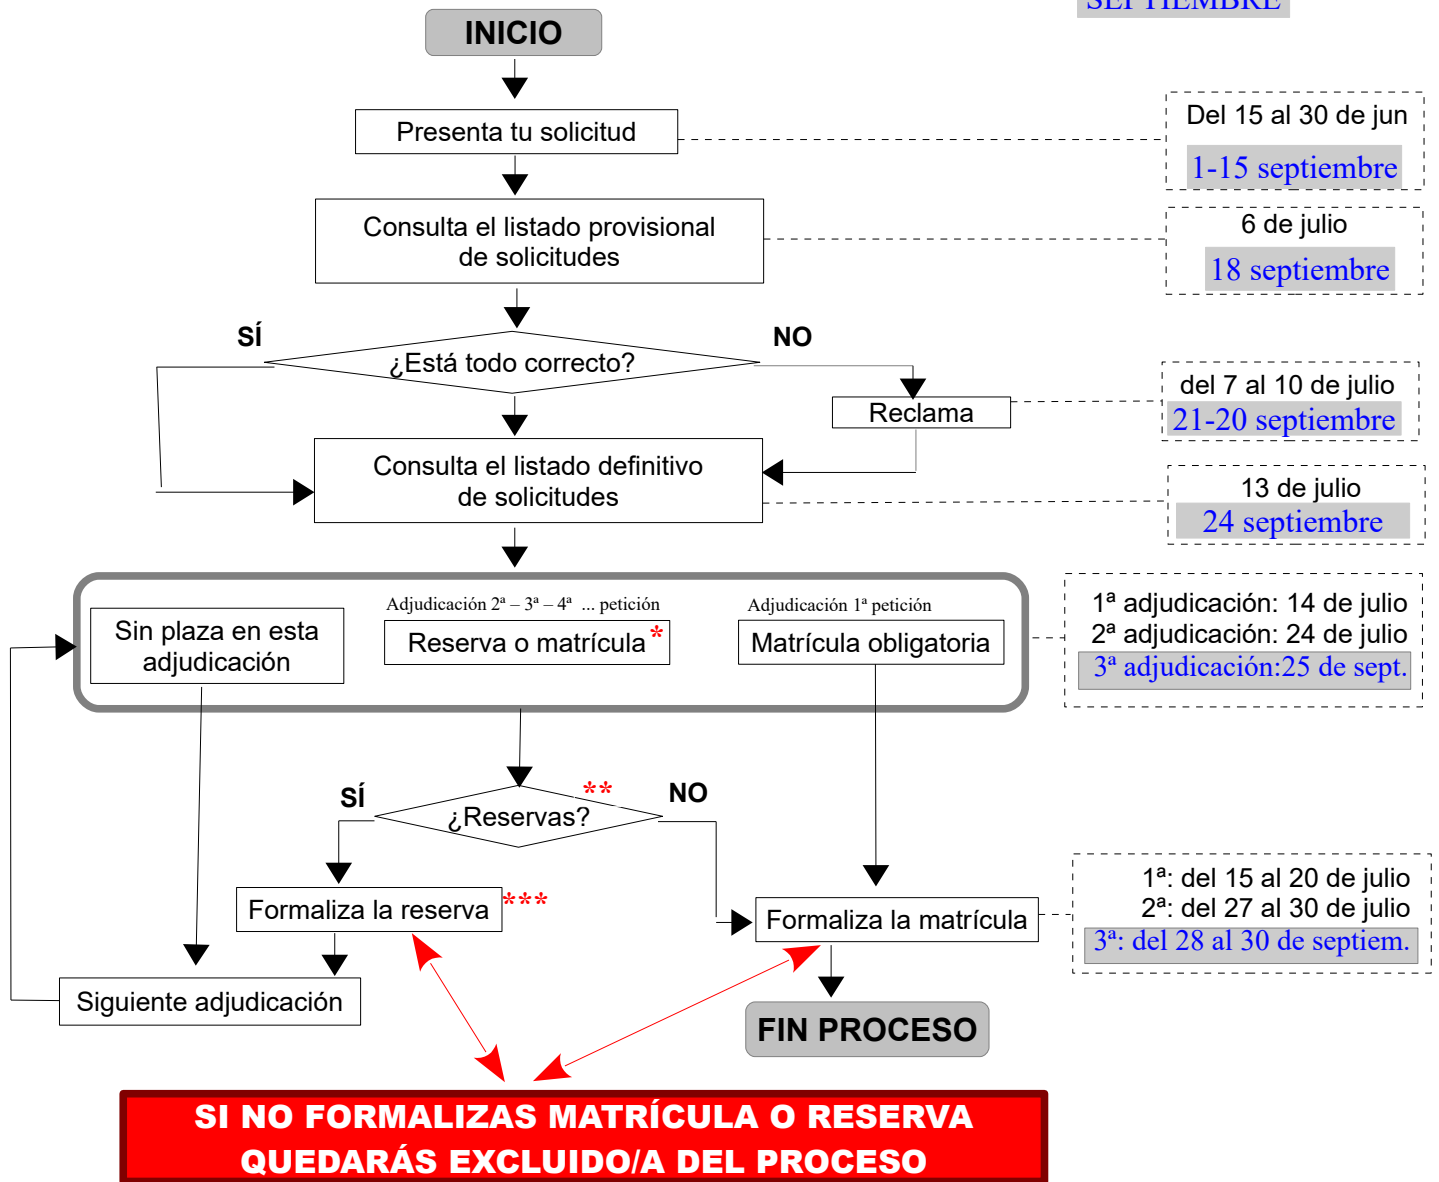 SEPTIEMBRE
INICIO
Presenta tu solicitud
Del 15 al 30 de jun
1-15 septiembre
Consulta el listado provisional
de solicitudes
6 de julio
18 septiembre
SÍ
NO
¿Está todo correcto?
Reclama
del 7 al 10 de julio
21-20 septiembre
Consulta el listado definitivo
de solicitudes
13 de julio
24 septiembre
Sin plaza en esta
adjudicación
Adjudicación 2ª – 3ª – 4ª ... petición
Reserva o matrícula*
Adjudicación 1ª petición
Matrícula obligatoria
1ª adjudicación: 14 de julio
2ª adjudicación: 24 de julio
3ª adjudicación:25 de sept.
SÍ
**
NO
¿Reservas?
Formaliza la reserva***
Formaliza la matrícula
1ª: del 15 al 20 de julio
2ª: del 27 al 30 de julio
3ª: del 28 al 30 de septiem.
Siguiente adjudicación
FIN PROCESO
SI NO FORMALIZAS MATRÍCULA O RESERVA
QUEDARÁS EXCLUIDO/A DEL PROCESO